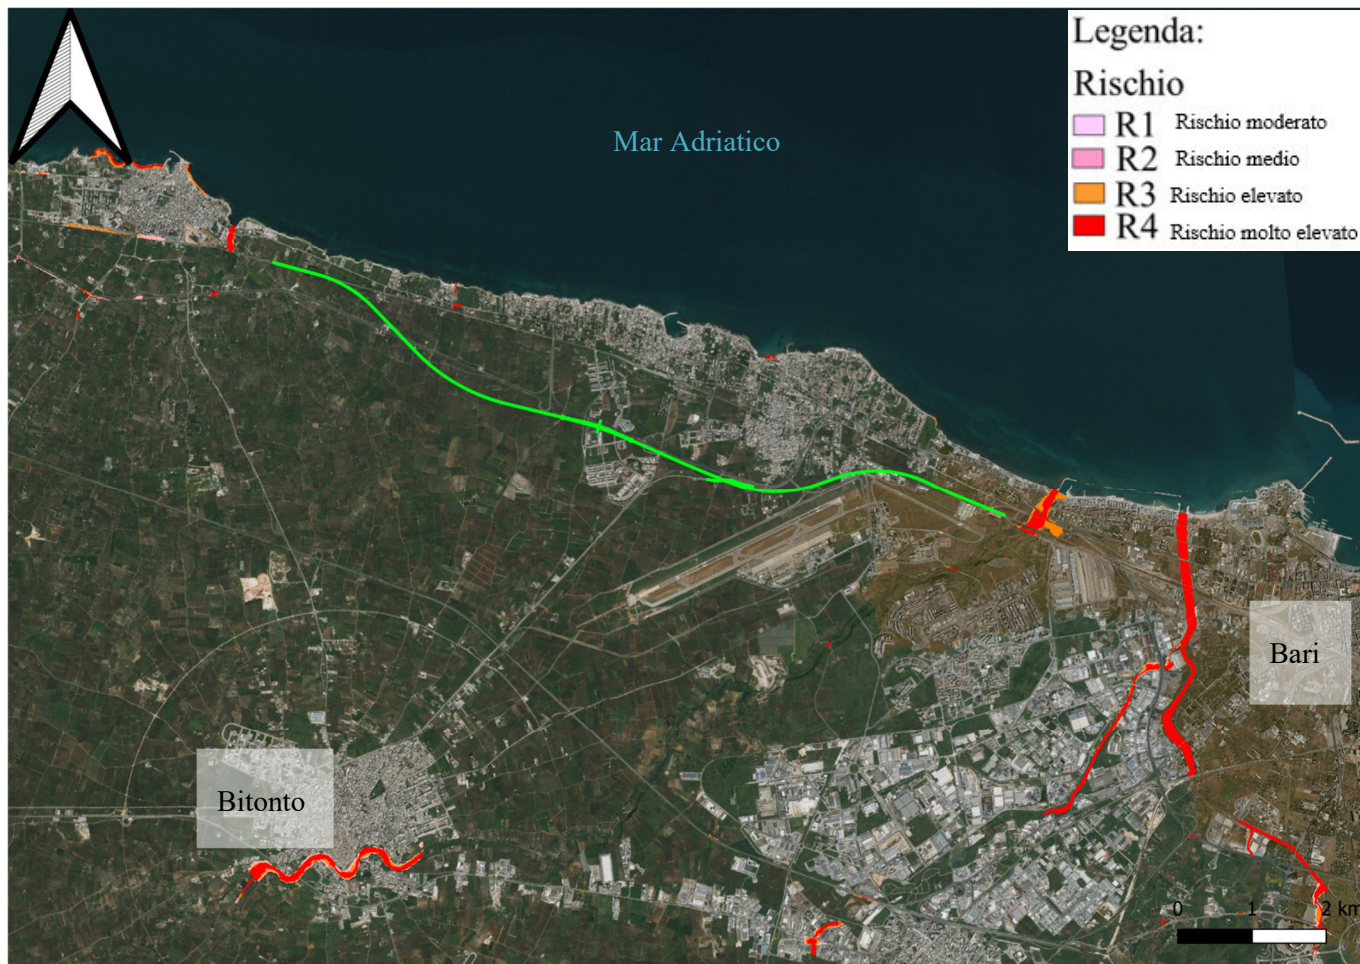 Legenda:
Rischio
R1 Rischio moderato
R2 Rischio medio
R3 Rischio elevato
R4 Rischio molto elevato
Mar Adriatico
Bari
Bitonto
0 1 2 km